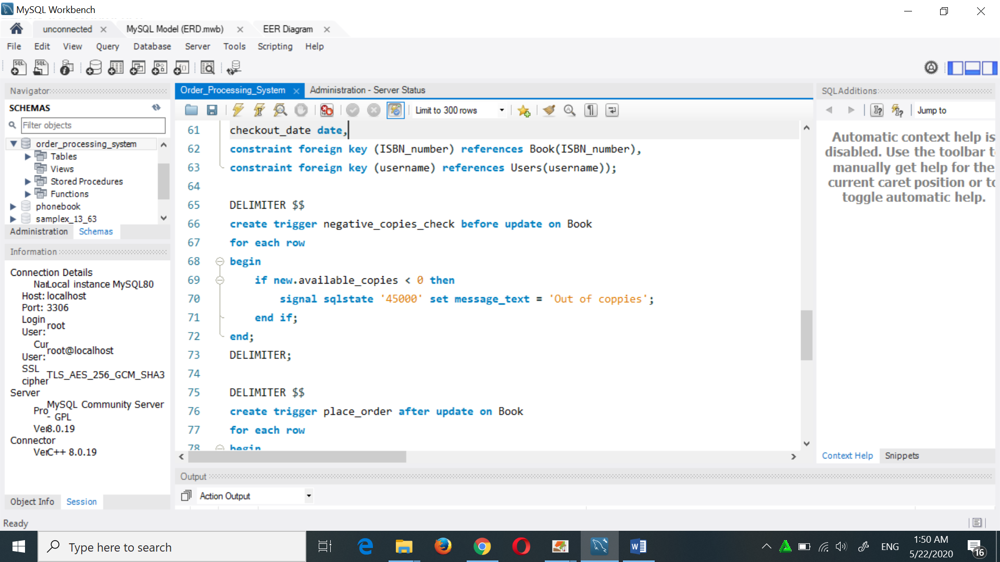 MySQL Workbench
unconnected
MySQL Model (ERD.mwb)
EER Diagram
File Edit View Query Database Server Tools Scripting Help
Navigator
SCHEMAS
Filter objects
order_processing_system
Tables
Views
Stored Procedures
Functions
phonebook
samplex_13_63
Administration Schemas
Information
Connection Details
Local instance MySQL80
Host: localhost
Port: 3306
Login
User: root
Cur
User: root@localhost
SSL
cipher TLS_AES_256_GCM_SHA3
Server
Pro MySQL Community Server
- GPL
Ver 8.0.19
Connector
Ver C++ 8.0.19
Object Info Session
Order_Processing_System
Administration - Server Status
Limit to 300 rows
61 checkout_date date,
62 constraint foreign key (ISBN_number) references Book(ISBN_number),
63 constraint foreign key (username) references Users(username));
64
65 DELIMITER $$
66 create trigger negative_copies_check before update on Book
67 for each row
68 begin
69 if new.available_copies < 0 then
70 signal sqlstate '45000' set message_text = 'Out of coppies';
71 end if;
72 end;
73 DELIMITER;
74
75 DELIMITER $$
76 create trigger place_order after update on Book
77 for each row
78 begin
Output
Action Output
SQLAdditions
Jump to
Automatic context help is
disabled. Use the toolbar t
manually get help for the
current caret position or to
toggle automatic help.
Context Help Snippets
Ready
Type here to search
ENG
1:50 AM
5/22/2020
16